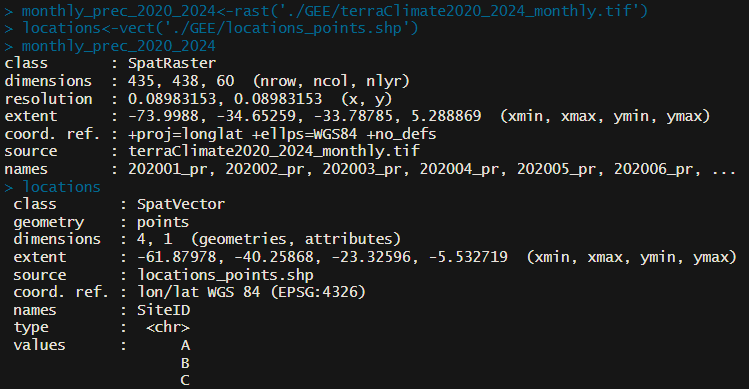 > monthly_prec_2020_2024<-rast('./GEE/terraClimate2020_2024_monthly.tif')
> locations<-vect('./GEE/locations_points.shp')
> monthly_prec_2020_2024
class       : SpatRaster
dimensions  : 435, 438, 60  (nrow, ncol, nlyr)
resolution  : 0.08983153, 0.08983153  (x, y)
extent      : -73.9988, -34.65259, -33.78785, 5.288869  (xmin, xmax, ymin, ymax)
coord. ref. : +proj=longlat +ellps=WGS84 +no_defs
source      : terraClimate2020_2024_monthly.tif
names       : 202001_pr, 202002_pr, 202003_pr, 202004_pr, 202005_pr, 202006_pr, ...
> locations
 class       : SpatVector
 geometry    : points
 dimensions  : 4, 1  (geometries, attributes)
 extent      : -61.87978, -40.25868, -23.32596, -5.532719  (xmin, xmax, ymin, ymax)
 source      : locations_points.shp
 coord. ref. : lon/lat WGS 84 (EPSG:4326)
 names       : SiteID
 type        :  <chr>
 values      :      A
                    B
                    C